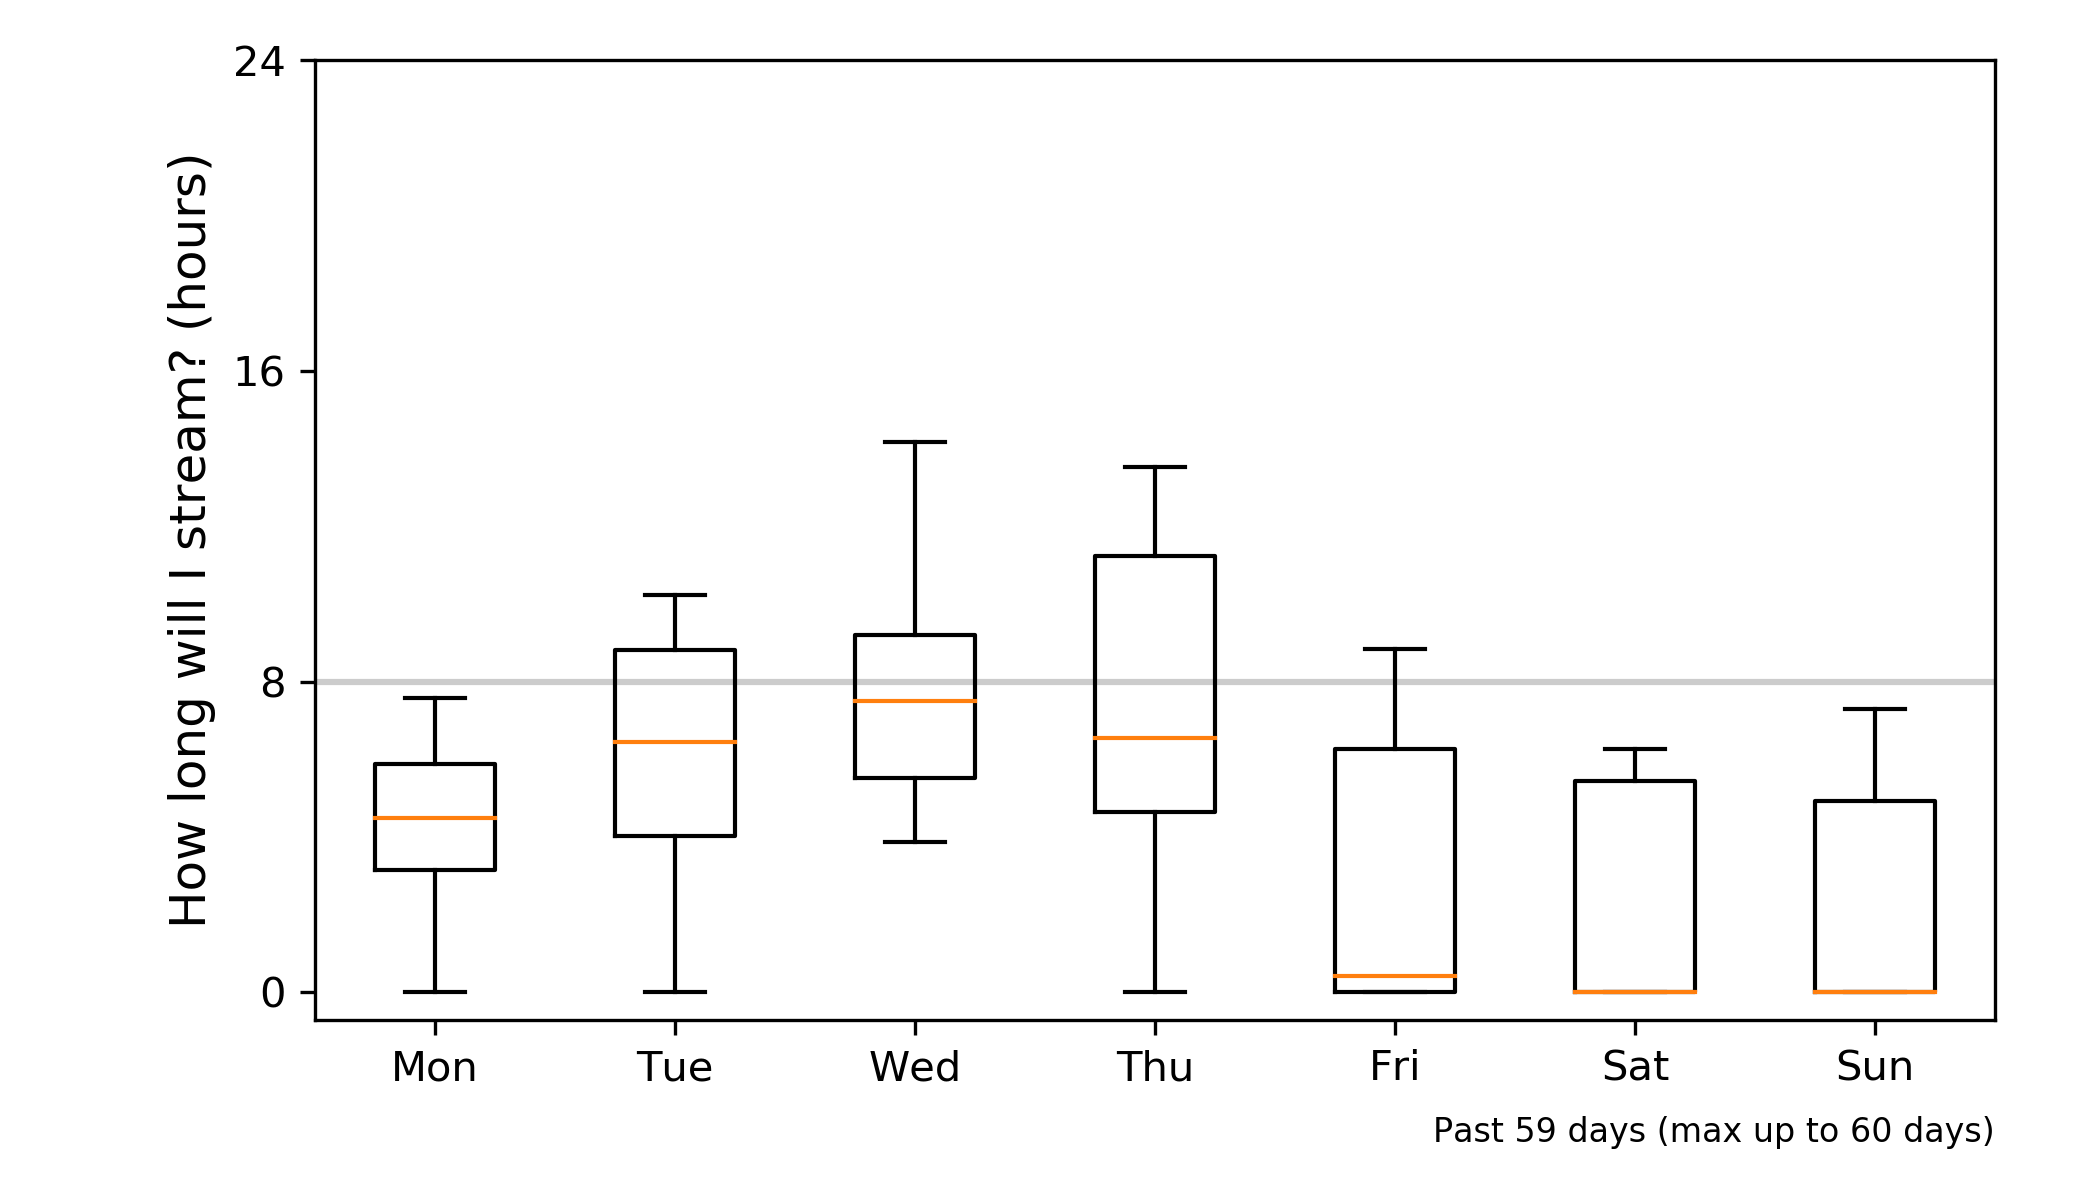 How long will I stream? (hours)
24
16
8
0
Mon Tue Wed Thu Fri Sat Sun
Past 59 days (max up to 60 days)